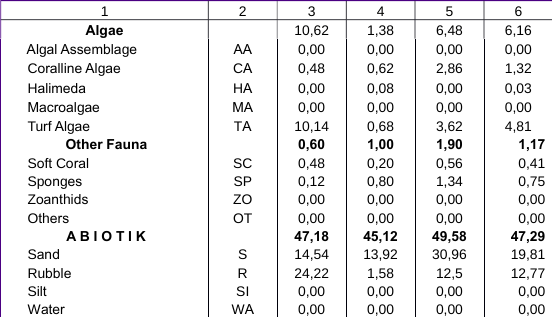 1 2 3 4 5 6
Algae 10,62 1,38 6,48 6,16
Algal Assemblage AA 0,00 0,00 0,00 0,00
Coralline Algae CA 0,48 0,62 2,86 1,32
Halimeda HA 0,00 0,08 0,00 0,03
Macroalgae MA 0,00 0,00 0,00 0,00
Turf Algae TA 10,14 0,68 3,62 4,81
Other Fauna 0,60 1,00 1,90 1,17
Soft Coral SC 0,48 0,20 0,56 0,41
Sponges SP 0,12 0,80 1,34 0,75
Zoanthids ZO 0,00 0,00 0,00 0,00
Others OT 0,00 0,00 0,00 0,00
A B I O T I K 47,18 45,12 49,58 47,29
Sand S 14,54 13,92 30,96 19,81
Rubble R 24,22 1,58 12,5 12,77
Silt SI 0,00 0,00 0,00 0,00
Water WA 0,00 0,00 0,00 0,00